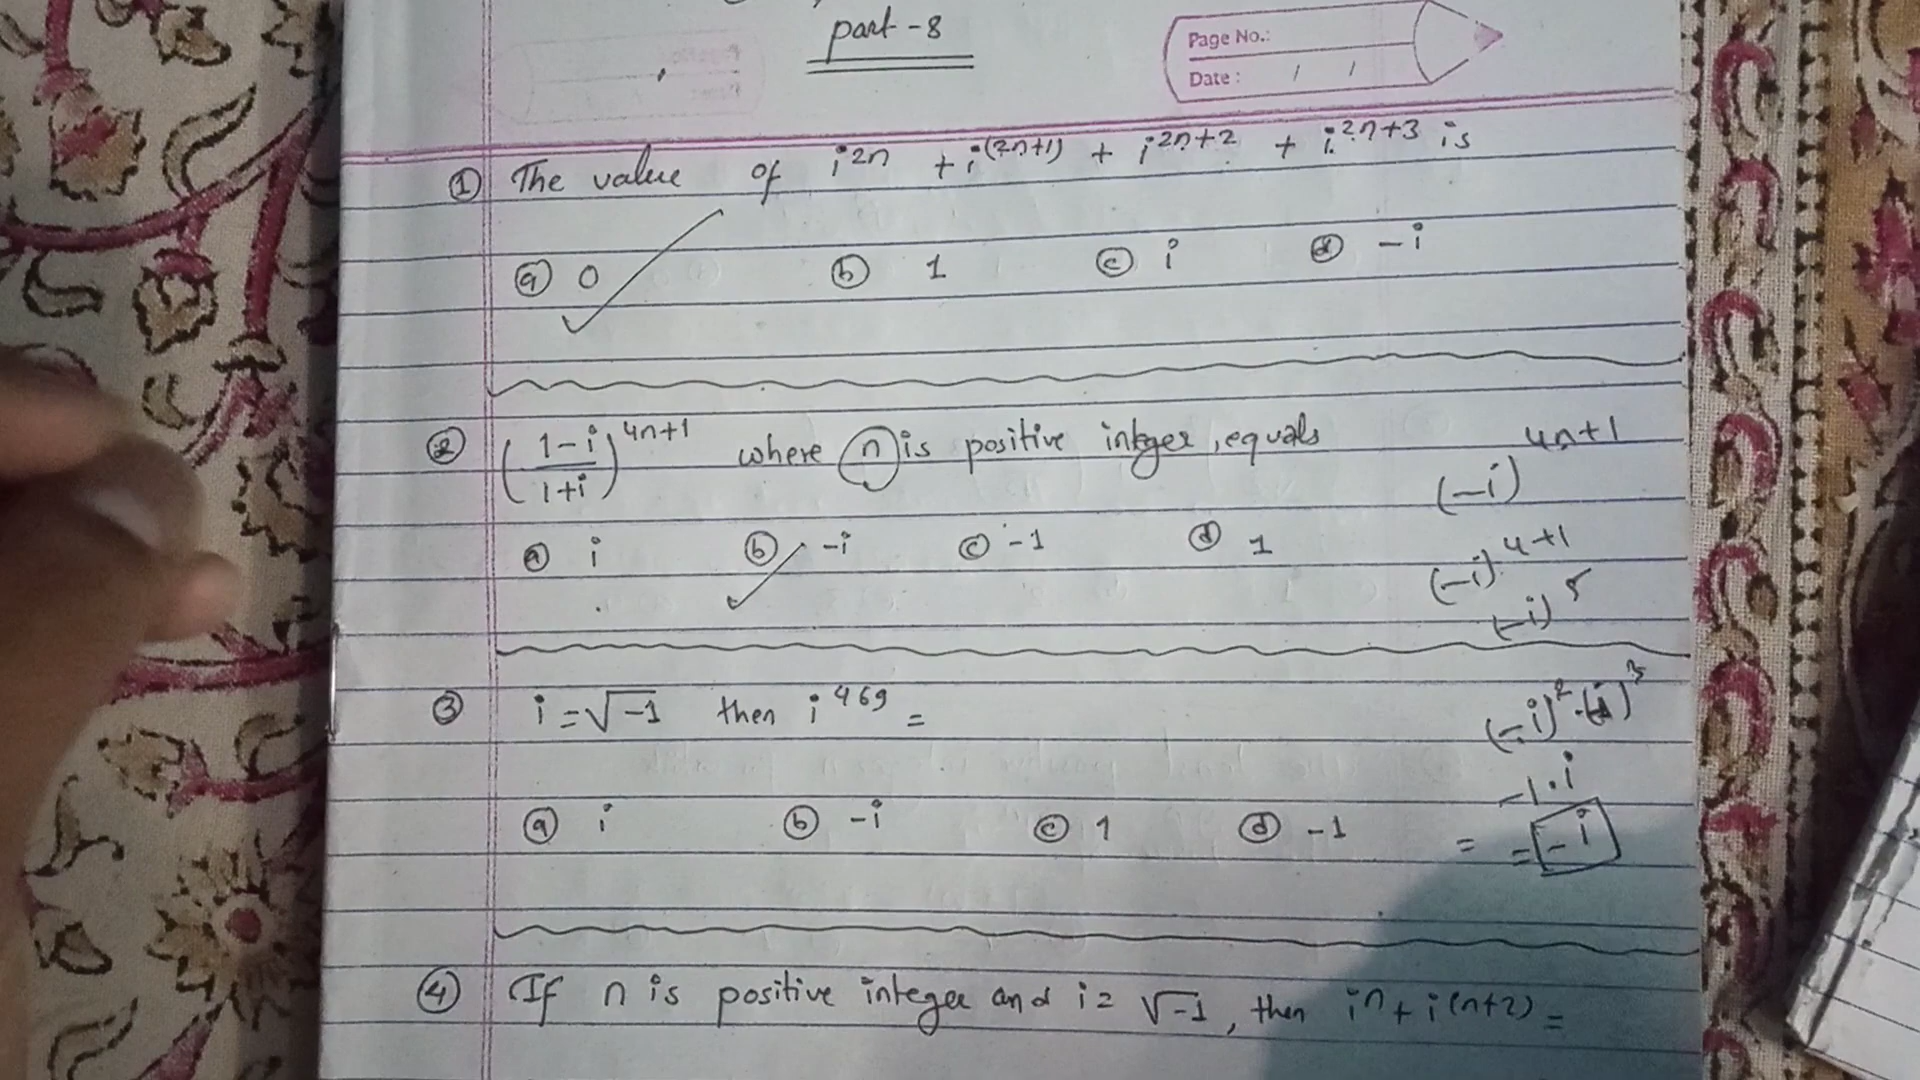 part-8
Page No.:
Date : / /
① The value of i^2n + i^(2n+1) + i^2n+2 + i^2n+3 is
ⓐ 0 ⓑ 1 ⓒ i ⓓ -i
② (1-i/1+i)^4n+1 where n is positive integer, equals
(-i)^4n+1
ⓐ i ⓑ -i ⓒ -1 ⓓ 1
(-i)^4+1
(-i)^5
③ i = √-1 then i^469 =
(-i)^2·(i)^3
-1·i
ⓐ i ⓑ -i ⓒ 1 ⓓ -1
= = -i
④ If n is positive integer and i = √-1, then i^n + i^(n+2) =